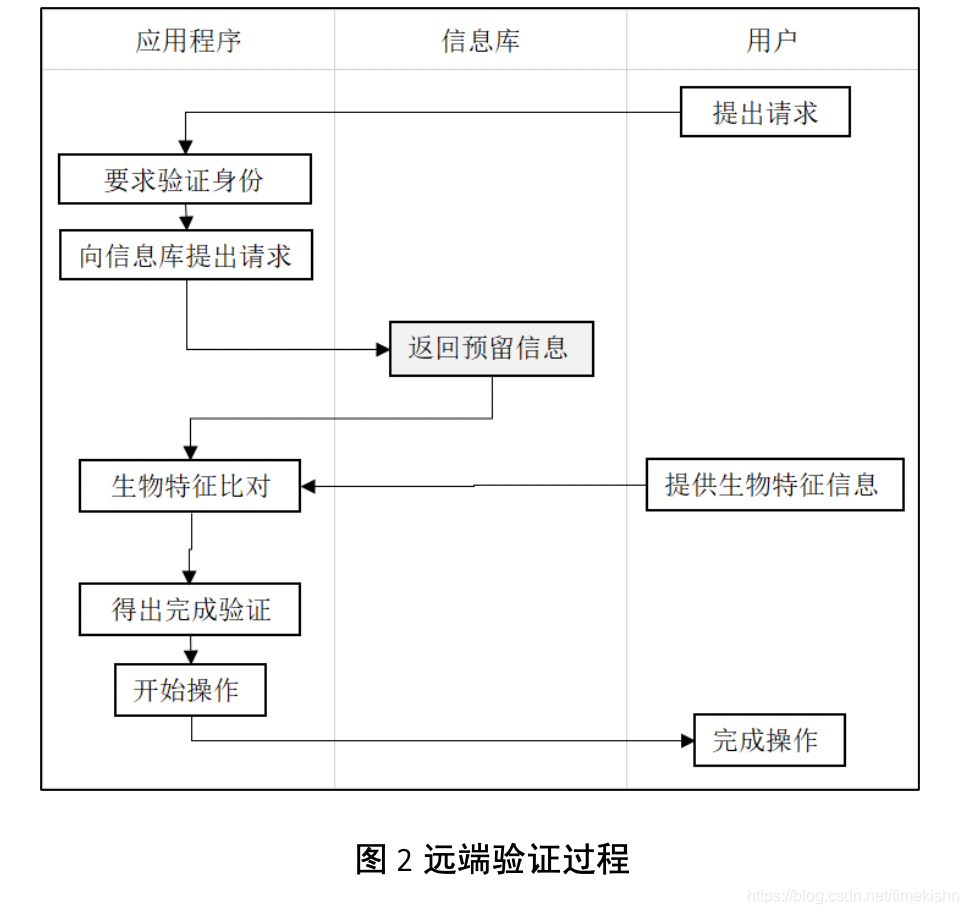 应用程序 信息库 用户
提出请求
要求验证身份
向信息库提出请求
返回预留信息
生物特征比对 提供生物特征信息
得出完成验证
开始操作
完成操作
图 2 远端验证过程
https://blog.csdn.net/timekishn